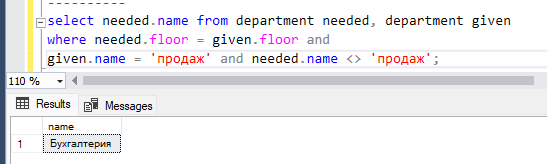 ----------
select needed.name from department needed, department given
where needed.floor = given.floor and
given.name = 'продаж' and needed.name <> 'продаж';
110 %
Results Messages
name
1 Бухгалтерия